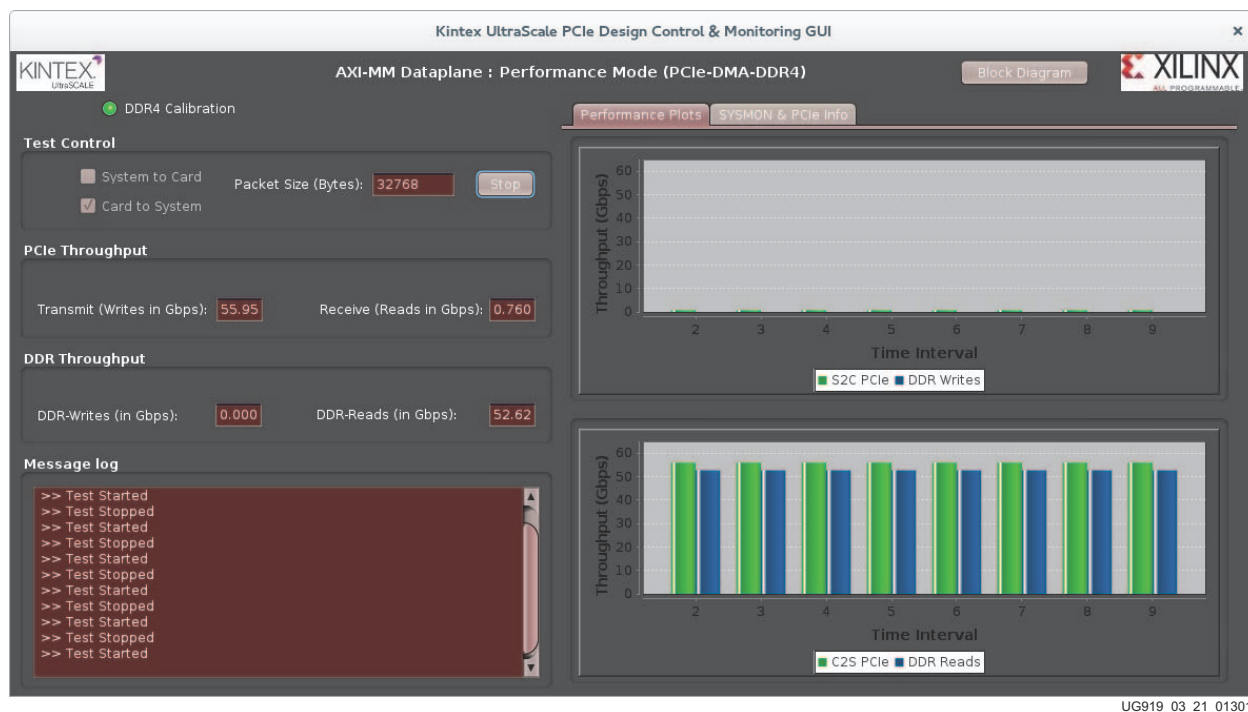 Kintex UltraScale PCIe Design Control & Monitoring GUI
×
KINTEX
UltraSCALE
AXI-MM Dataplane : Performance Mode (PCIe-DMA-DDR4)
Block Diagram
XILINX
ALL PROGRAMMABLE
DDR4 Calibration
Test Control
System to Card
Card to System
Packet Size (Bytes): 32768
Stop
PCIe Throughput
Transmit (Writes in Gbps): 55.95
Receive (Reads in Gbps): 0.760
DDR Throughput
DDR-Writes (in Gbps): 0.000
DDR-Reads (in Gbps): 52.62
Message log
>> Test Started
>> Test Stopped
>> Test Started
>> Test Stopped
>> Test Started
>> Test Stopped
>> Test Started
>> Test Stopped
>> Test Started
>> Test Stopped
>> Test Started
Performance Plots
SYSMON & PCIe Info
Throughput (Gbps)
60
50
40
30
20
10
0
2 3 4 5 6 7 8 9
Time Interval
S2C PCIe DDR Writes
Throughput (Gbps)
60
50
40
30
20
10
0
2 3 4 5 6 7 8 9
Time Interval
C2S PCIe DDR Reads
UG919_03_21_01301